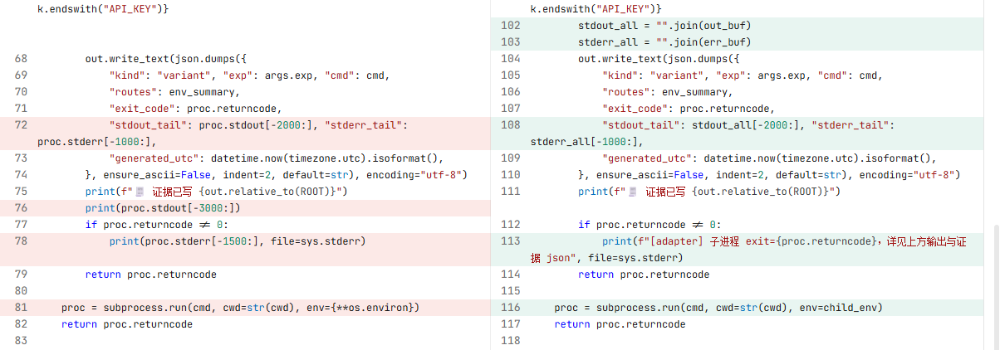 k.endswith("API_KEY")}
68 out.write_text(json.dumps({
69 "kind": "variant", "exp": args.exp, "cmd": cmd,
70 "routes": env_summary,
71 "exit_code": proc.returncode,
72 "stdout_tail": proc.stdout[-2000:], "stderr_tail":
proc.stderr[-1000:],
73 "generated_utc": datetime.now(timezone.utc).isoformat(),
74 }, ensure_ascii=False, indent=2, default=str), encoding="utf-8")
75 print(f"🧾 证据已写 {out.relative_to(ROOT)}")
76 print(proc.stdout[-3000:])
77 if proc.returncode != 0:
78 print(proc.stderr[-1500:], file=sys.stderr)
79 return proc.returncode
80
81 proc = subprocess.run(cmd, cwd=str(cwd), env={**os.environ})
82 return proc.returncode
83
k.endswith("API_KEY")}
102 stdout_all = "".join(out_buf)
103 stderr_all = "".join(err_buf)
104 out.write_text(json.dumps({
105 "kind": "variant", "exp": args.exp, "cmd": cmd,
106 "routes": env_summary,
107 "exit_code": proc.returncode,
108 "stdout_tail": stdout_all[-2000:], "stderr_tail":
stderr_all[-1000:],
109 "generated_utc": datetime.now(timezone.utc).isoformat(),
110 }, ensure_ascii=False, indent=2, default=str), encoding="utf-8")
111 print(f"🧾 证据已写 {out.relative_to(ROOT)}")
112 if proc.returncode != 0:
113 print(f"[adapter] 子进程 exit={proc.returncode}，详见上方输出与证
据 json", file=sys.stderr)
114 return proc.returncode
115
116 proc = subprocess.run(cmd, cwd=str(cwd), env=child_env)
117 return proc.returncode
118